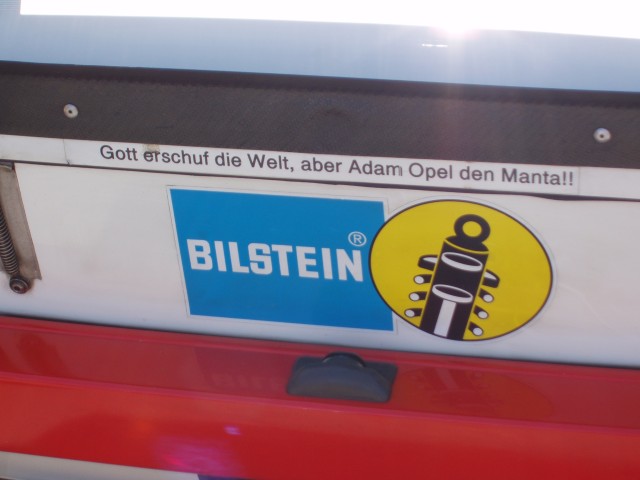 Gott erschuf die Welt, aber Adam Opel den Manta!!
BILSTEIN®